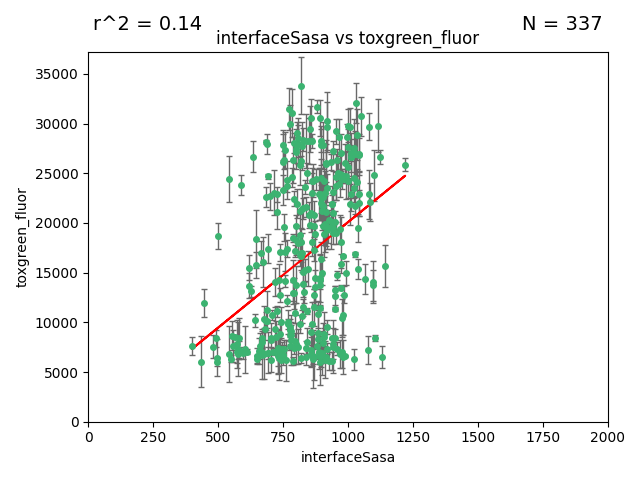 r^2 = 0.14
N = 337
interfaceSasa vs toxgreen_fluor
35000
30000
25000
20000
15000
10000
5000
0
toxgreen_fluor
0 250 500 750 1000 1250 1500 1750 2000
interfaceSasa